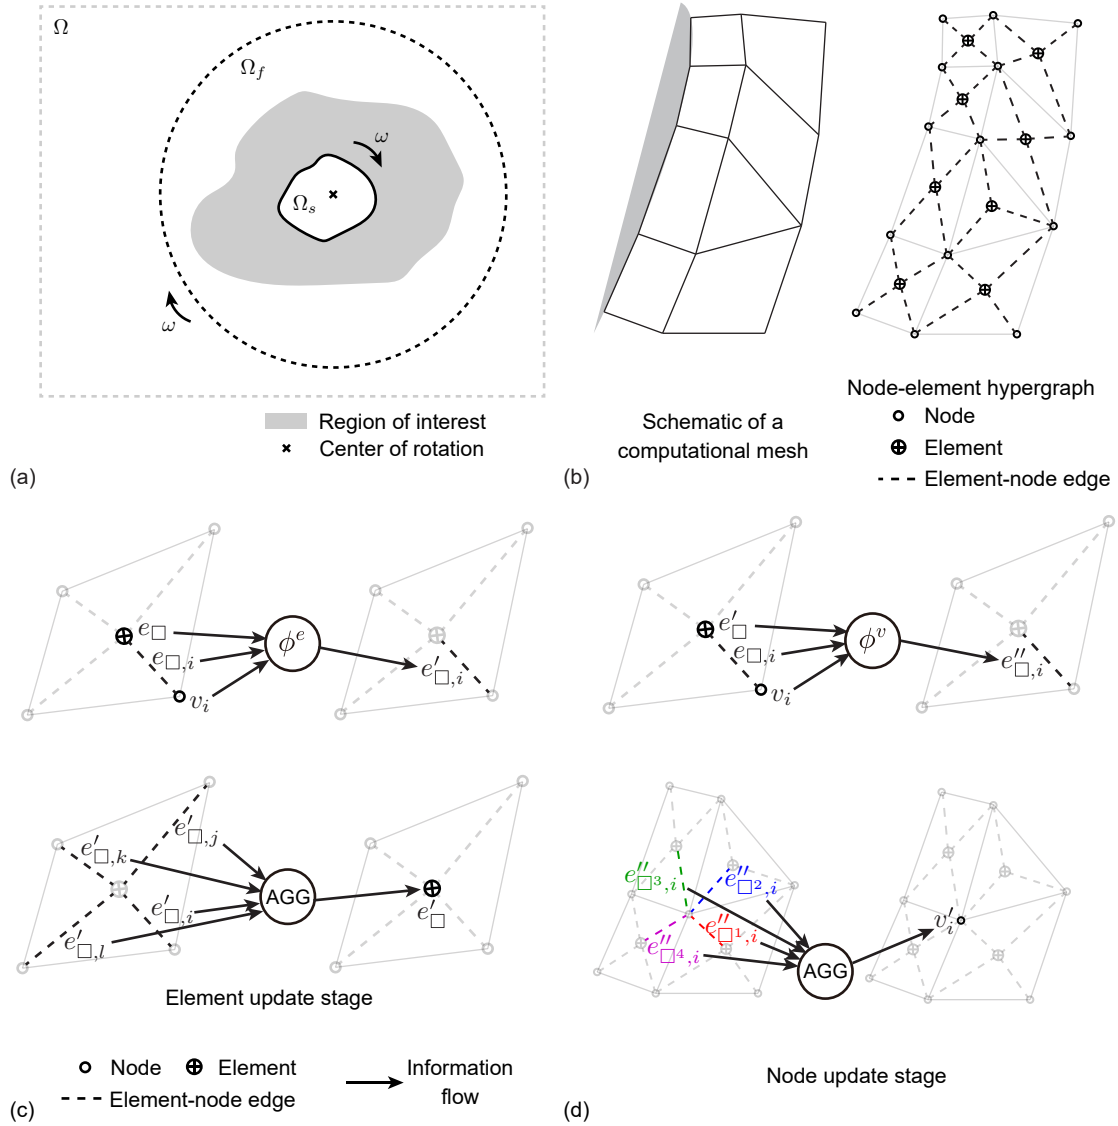 Ω
Ω_f
ω
Ω_s
ω
Region of interest
Center of rotation
(a)
Schematic of a
computational mesh
Node-element hypergraph
Node
Element
Element-node edge
(b)
e_□
e_{□,i}
v_i
ϕ^e
e′_{□,i}
e′_{□,k}
e′_{□,j}
e′_{□,i}
e′_{□,l}
AGG
e′_□
Element update stage
Node
Element
Element-node edge
Information
flow
(c)
e′_□
e_{□,i}
v_i
ϕ^v
e″_{□,i}
e″_{□^3,i}
e″_{□^2,i}
e″_{□^1,i}
e″_{□^4,i}
AGG
v′_i
Node update stage
(d)